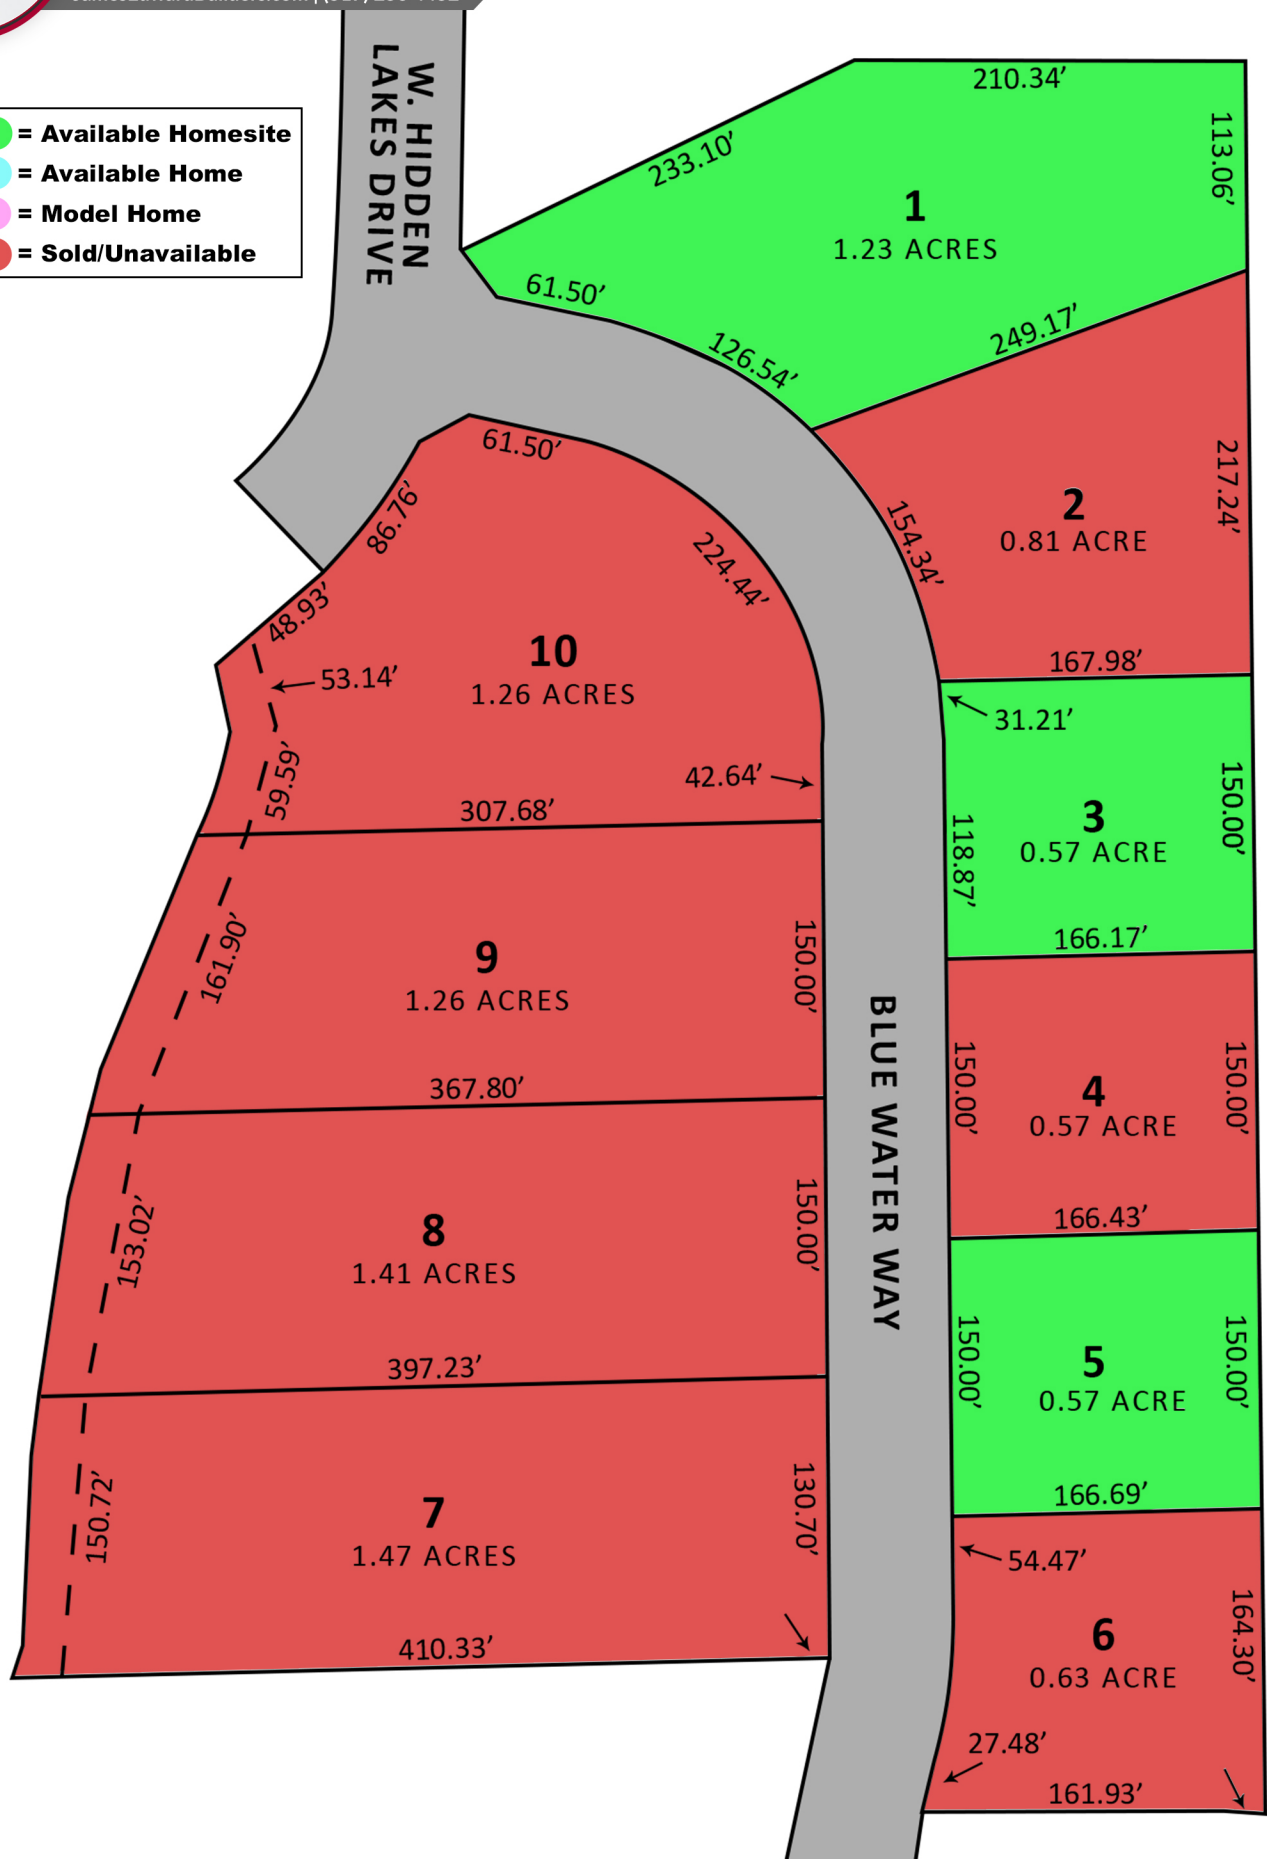 = Available Homesite
= Available Home
= Model Home
= Sold/Unavailable
W. HIDDEN
LAKES DRIVE
210.34’
233.10’
113.06’
1
1.23 ACRES
61.50’
126.54’
249.17’
217.24’
2
0.81 ACRE
154.34’
167.98’
61.50’
86.76’
224.44’
48.93’
53.14’
10
1.26 ACRES
59.59’
42.64’
307.68’
31.21’
150.00’
3
0.57 ACRE
118.87’
166.17’
161.90’
9
1.26 ACRES
150.00’
367.80’
BLUE WATER WAY
150.00’
4
0.57 ACRE
150.00’
166.43’
153.02’
8
1.41 ACRES
150.00’
397.23’
150.00’
5
0.57 ACRE
150.00’
166.69’
150.72’
7
1.47 ACRES
130.70’
410.33’
54.47’
6
0.63 ACRE
164.30’
27.48’
161.93’